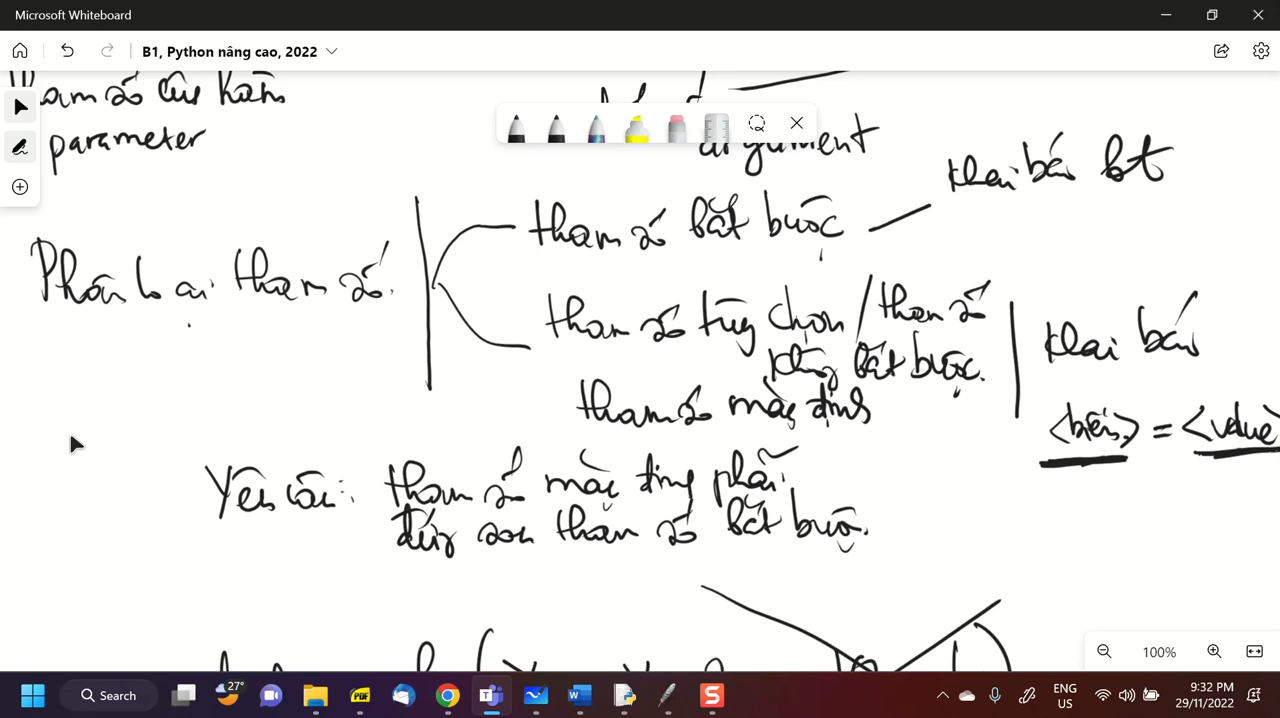 Microsoft Whiteboard
B1, Python nâng cao, 2022
Tham số của hàm
parameter
argument
Phân loại tham số:
tham số bắt buộc
khai báo bt
tham số tùy chọn / tham số
không bắt buộc.
tham số mặc định
khai báo
<biến> = <value>
Yêu cầu: tham số mặc định phải
đứng sau tham số bắt buộc.
100%
Search
27°
ENG
US
9:32 PM
29/11/2022